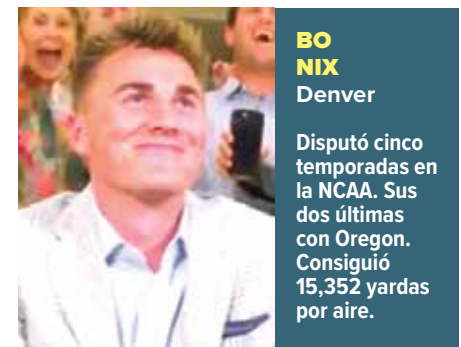 BO
NIX
Denver
Disputó cinco
temporadas en
la NCAA. Sus
dos últimas
con Oregon.
Consiguió
15,352 yardas
por aire.